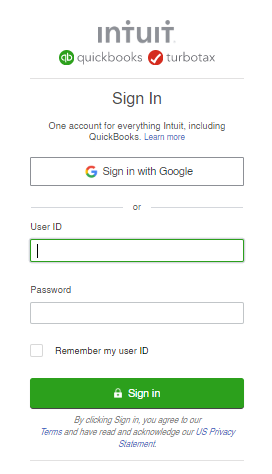 intuit
qb quickbooks turbotax
Sign In
One account for everything Intuit, including
QuickBooks. Learn more
G Sign in with Google
or
User ID
Password
Remember my user ID
Sign in
By clicking Sign in, you agree to our
Terms and have read and acknowledge our US Privacy
Statement.